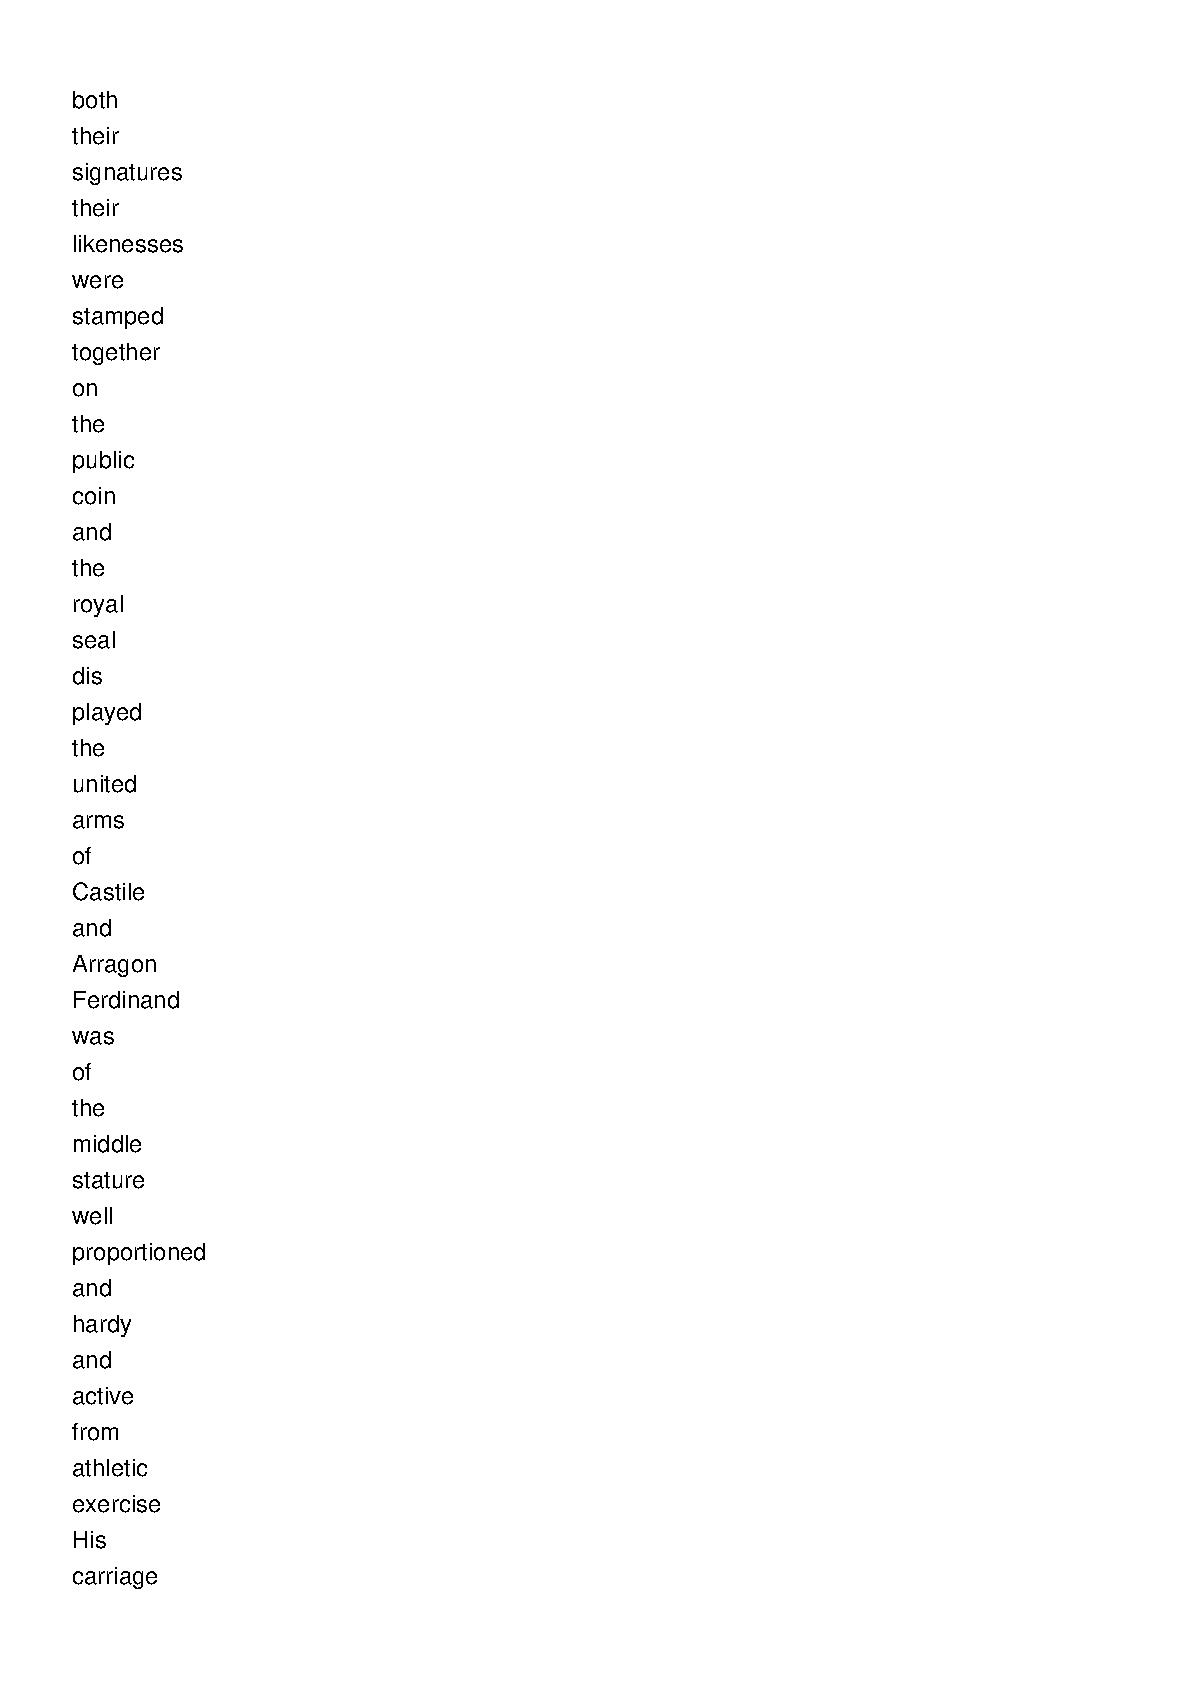 both
their
signatures
their
likenesses
were
stamped
together
on
the
public
coin
and
the
royal
seal
dis
played
the
united
arms
of
Castile
and
Arragon
Ferdinand
was
of
the
middle
stature
well
proportioned
and
hardy
and
active
from
athletic
exercise
His
carriage